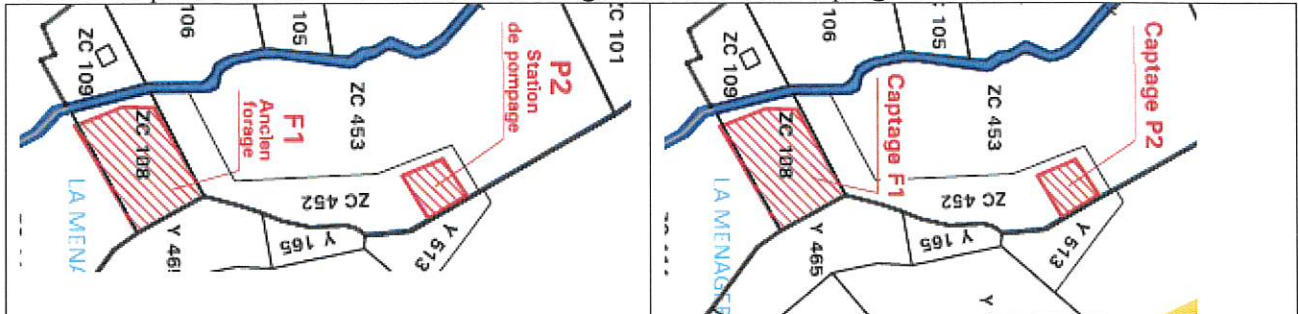 106
105
ZC 101
ZC 109
P2
Station
de pompage
ZC 453
F1
Ancien
forage
ZC 108
ZC 452
LA MENA
Y 46
Y 165
Y 513
106
ZC 105
ZC 109
Captage P2
Captage F1
ZC 453
ZC 108
ZC 452
LA MENAGER
Y 465
Y 165
Y 513
Y